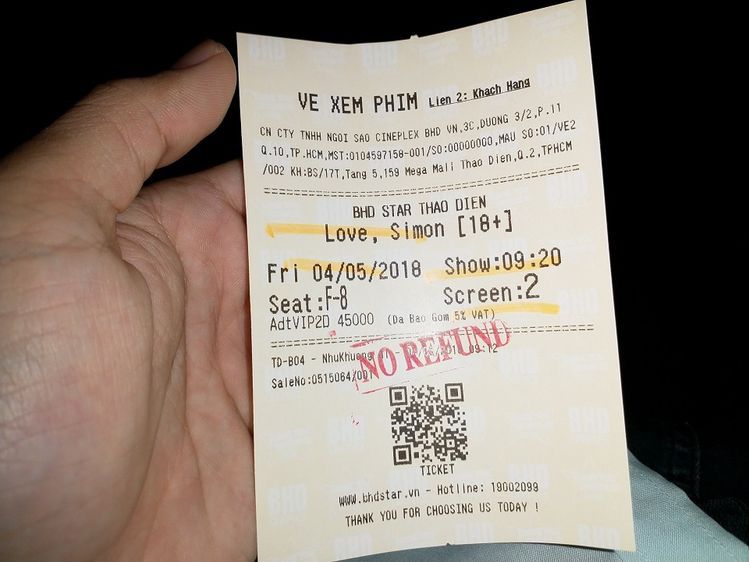 VE XEM PHIM Lien 2: Khach Hang
CN CTY TNHH NGOI SAO CINEPLEX BHD VN,3C,DUONG 3/2,P.11
Q.10,TP.HCM,MST:0104597158-001/SO:00000000,MAU SO:01/VE2
/002 KH:BS/17T,Tang 5,159 Mega Mall Thao Dien,Q.2,TPHCM
BHD STAR THAO DIEN
Love, Simon [18+]
Fri 04/05/2018 Show:09:20
Seat:F-8 Screen:2
AdtVIP2D 45000 (Da Bao Gom 5% VAT)
TD-B04 - 09:12
NO REFUND
SaleNo:0515064/001
TICKET
www.bhdstar.vn - Hotline: 19002099
THANK YOU FOR CHOOSING US TODAY !